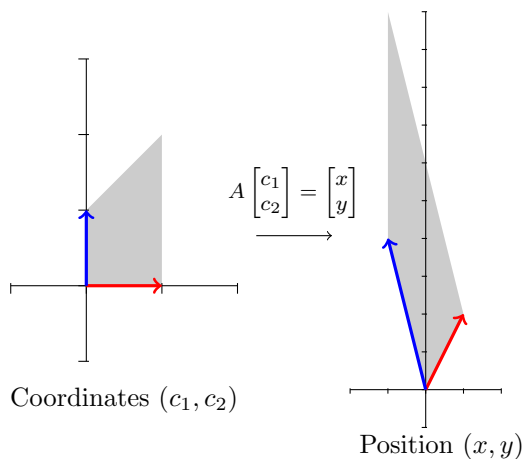 A [c₁ c₂] = [x y]
Coordinates (c₁, c₂)
Position (x, y)